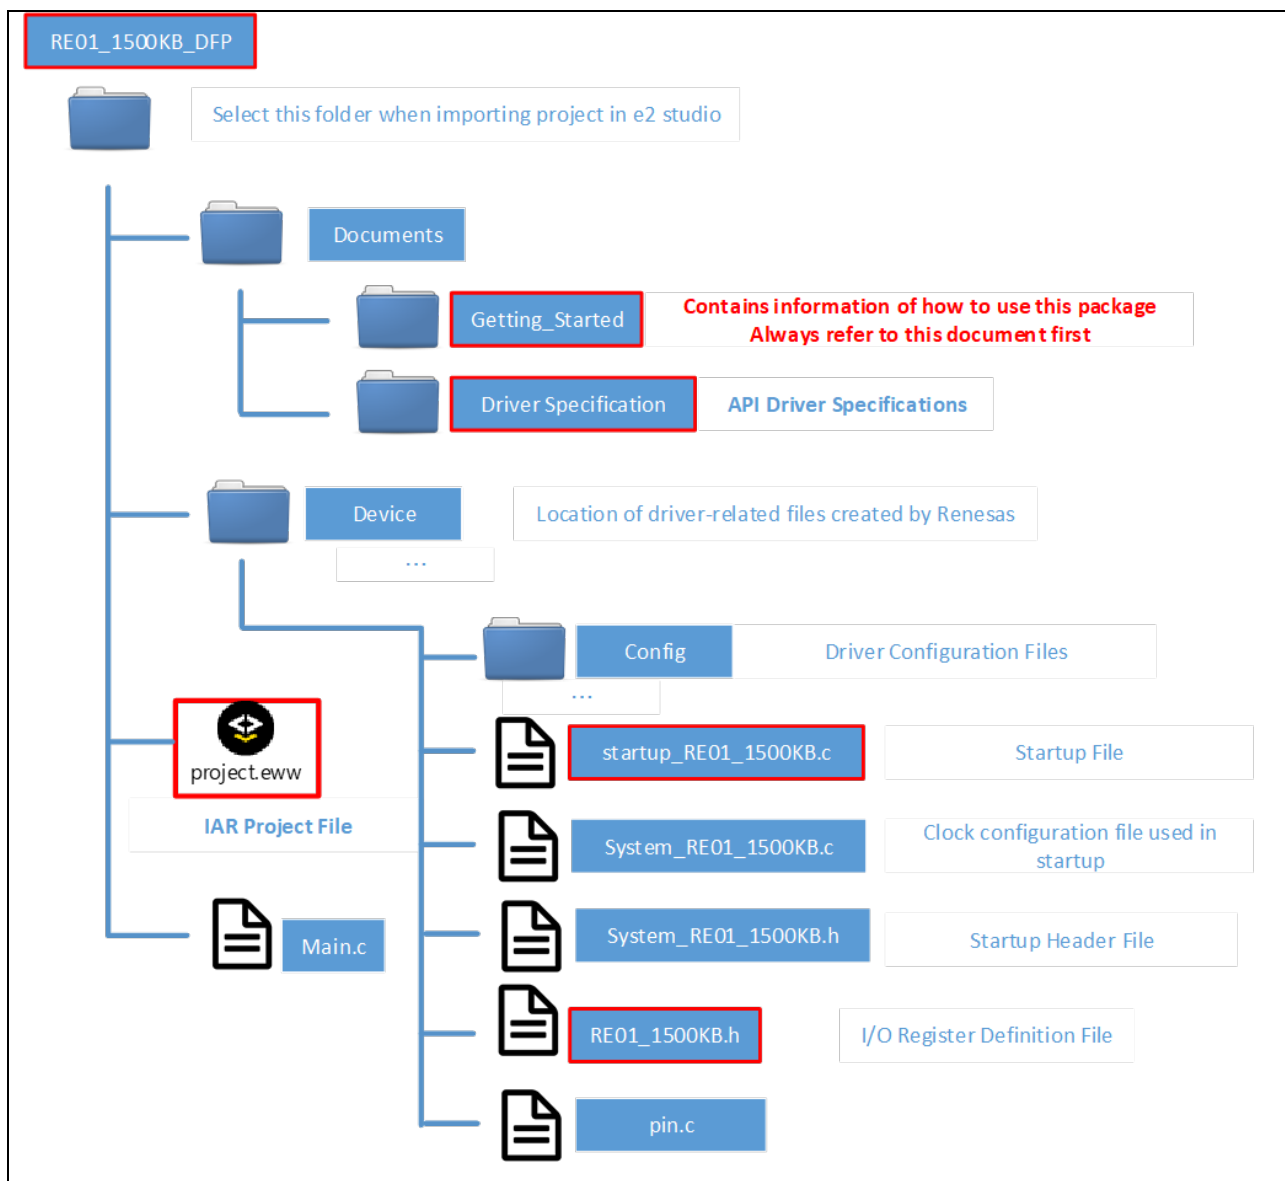 RE01_1500KB_DFP
Select this folder when importing project in e2 studio
Documents
Getting_Started
Contains information of how to use this package
Always refer to this document first
Driver Specification
API Driver Specifications
Device
Location of driver-related files created by Renesas
...
Config
Driver Configuration Files
...
project.eww
IAR Project File
startup_RE01_1500KB.c
Startup File
System_RE01_1500KB.c
Clock configuration file used in
startup
Main.c
System_RE01_1500KB.h
Startup Header File
RE01_1500KB.h
I/O Register Definition File
pin.c